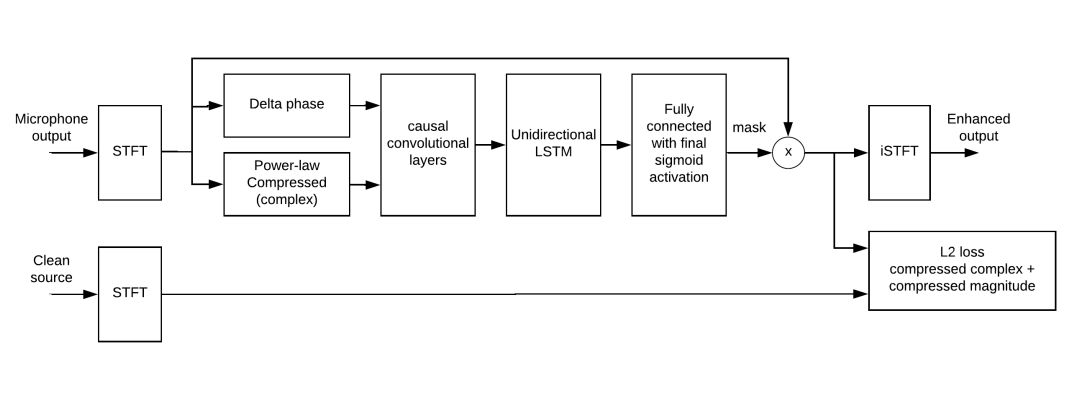 Microphone
output
STFT
Delta phase
Power-law
Compressed
(complex)
causal
convolutional
layers
Unidirectional
LSTM
Fully
connected
with final
sigmoid
activation
mask
x
iSTFT
Enhanced
output
Clean
source
STFT
L2 loss
compressed complex +
compressed magnitude